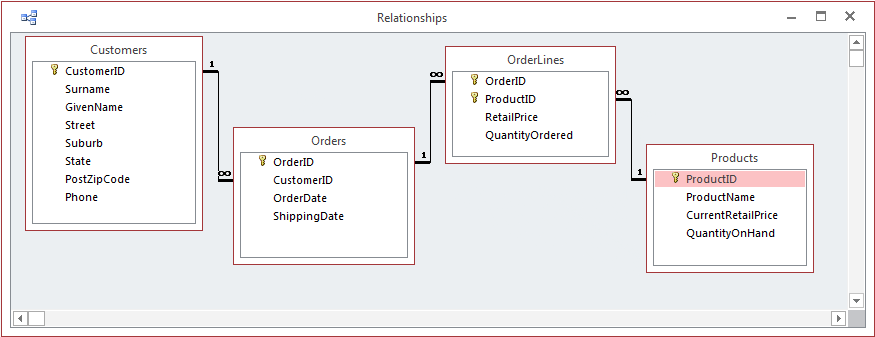 Relationships
Customers
CustomerID
Surname
GivenName
Street
Suburb
State
PostZipCode
Phone
1
∞
Orders
OrderID
CustomerID
OrderDate
ShippingDate
1
∞
OrderLines
OrderID
ProductID
RetailPrice
QuantityOrdered
∞
1
Products
ProductID
ProductName
CurrentRetailPrice
QuantityOnHand